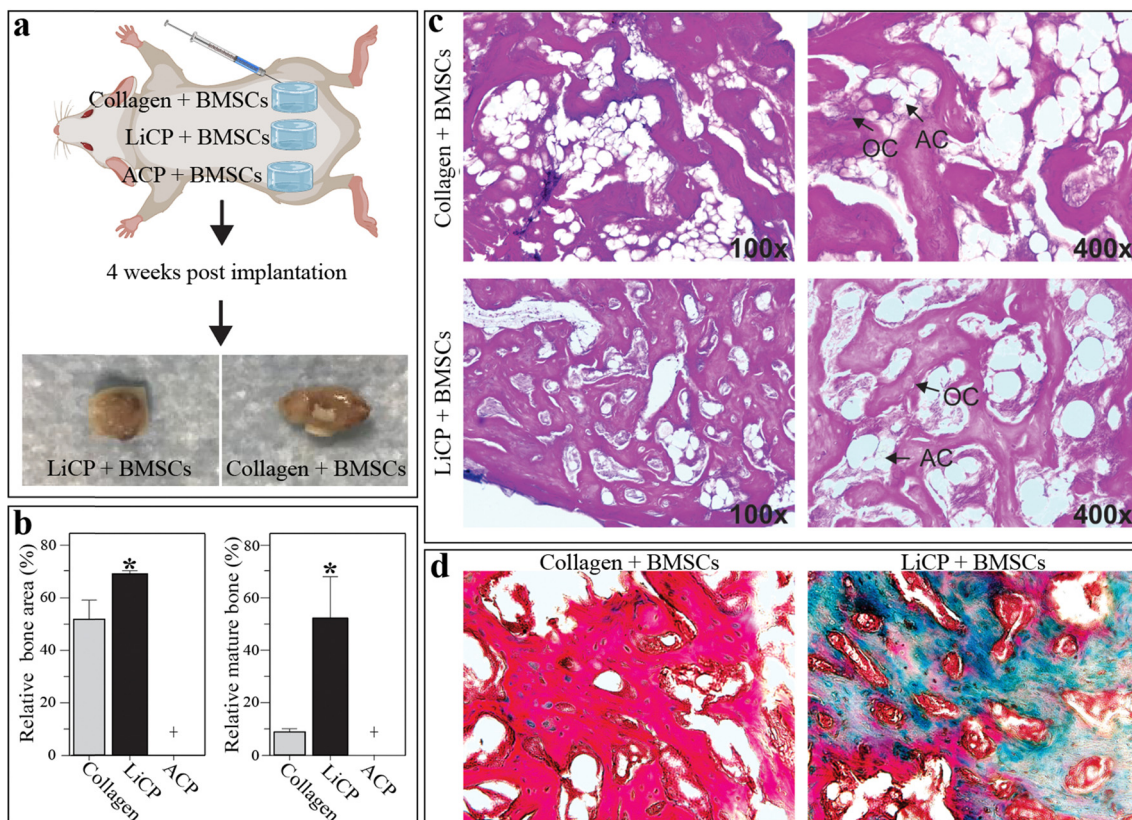 a
Collagen + BMSCs
LiCP + BMSCs
ACP + BMSCs
4 weeks post implantation
LiCP + BMSCs
Collagen + BMSCs
b
Relative bone area (%)
80
60
40
20
0
*
+
Collagen
LiCP
ACP
Relative mature bone (%)
80
60
40
20
0
*
+
Collagen
LiCP
ACP
c
Collagen + BMSCs
100x
OC
AC
400x
LiCP + BMSCs
100x
OC
AC
400x
d
Collagen + BMSCs
LiCP + BMSCs